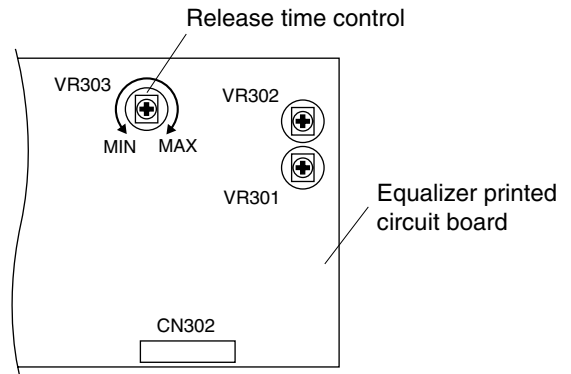 Release time control
VR303
VR302
MIN MAX
VR301
Equalizer printed
circuit board
CN302